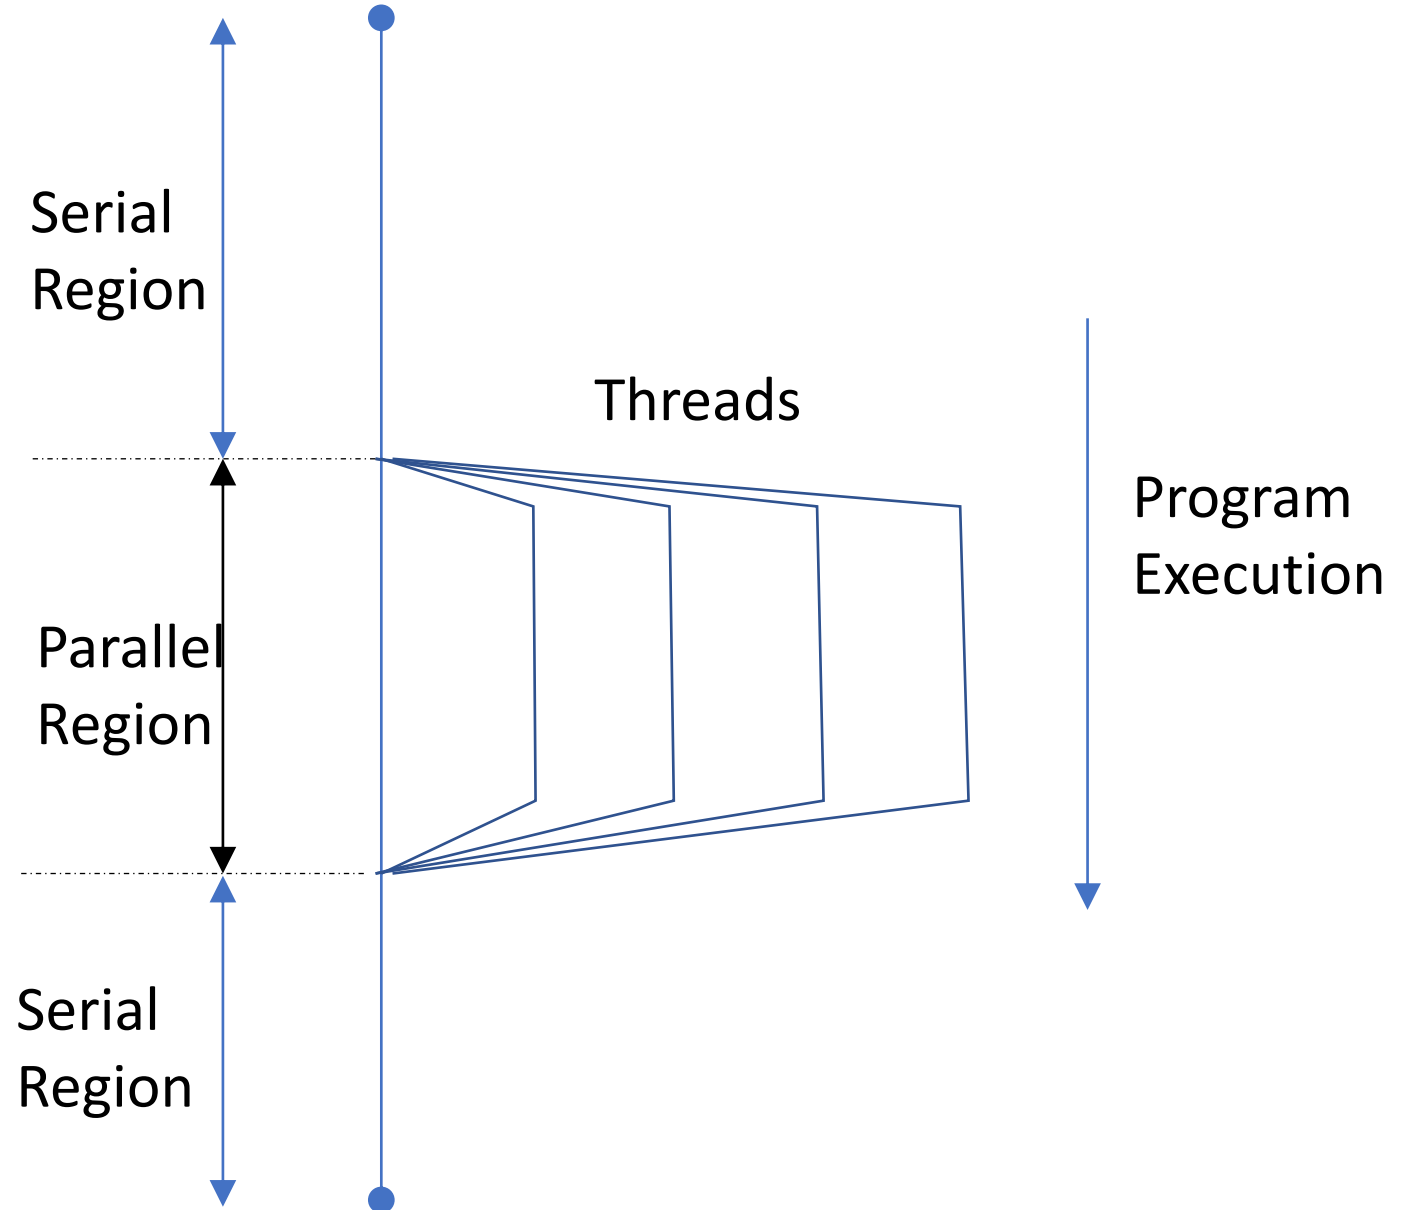 Serial
Region
Threads
Program
Execution
Parallel
Region
Serial
Region